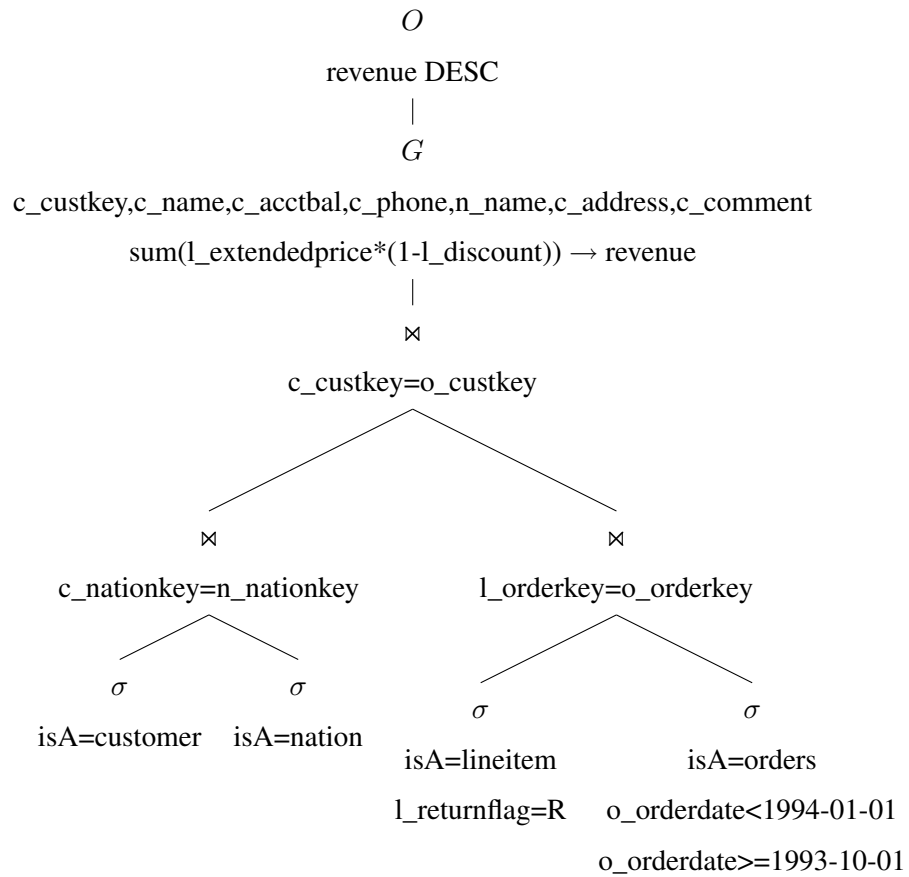 O
revenue DESC
G
c_custkey,c_name,c_acctbal,c_phone,n_name,c_address,c_comment
sum(l_extendedprice*(1-l_discount)) → revenue
⋈
c_custkey=o_custkey
⋈ ⋈
c_nationkey=n_nationkey l_orderkey=o_orderkey
σ σ
isA=customer isA=nation
σ σ
isA=lineitem isA=orders
l_returnflag=R o_orderdate<1994-01-01
o_orderdate>=1993-10-01